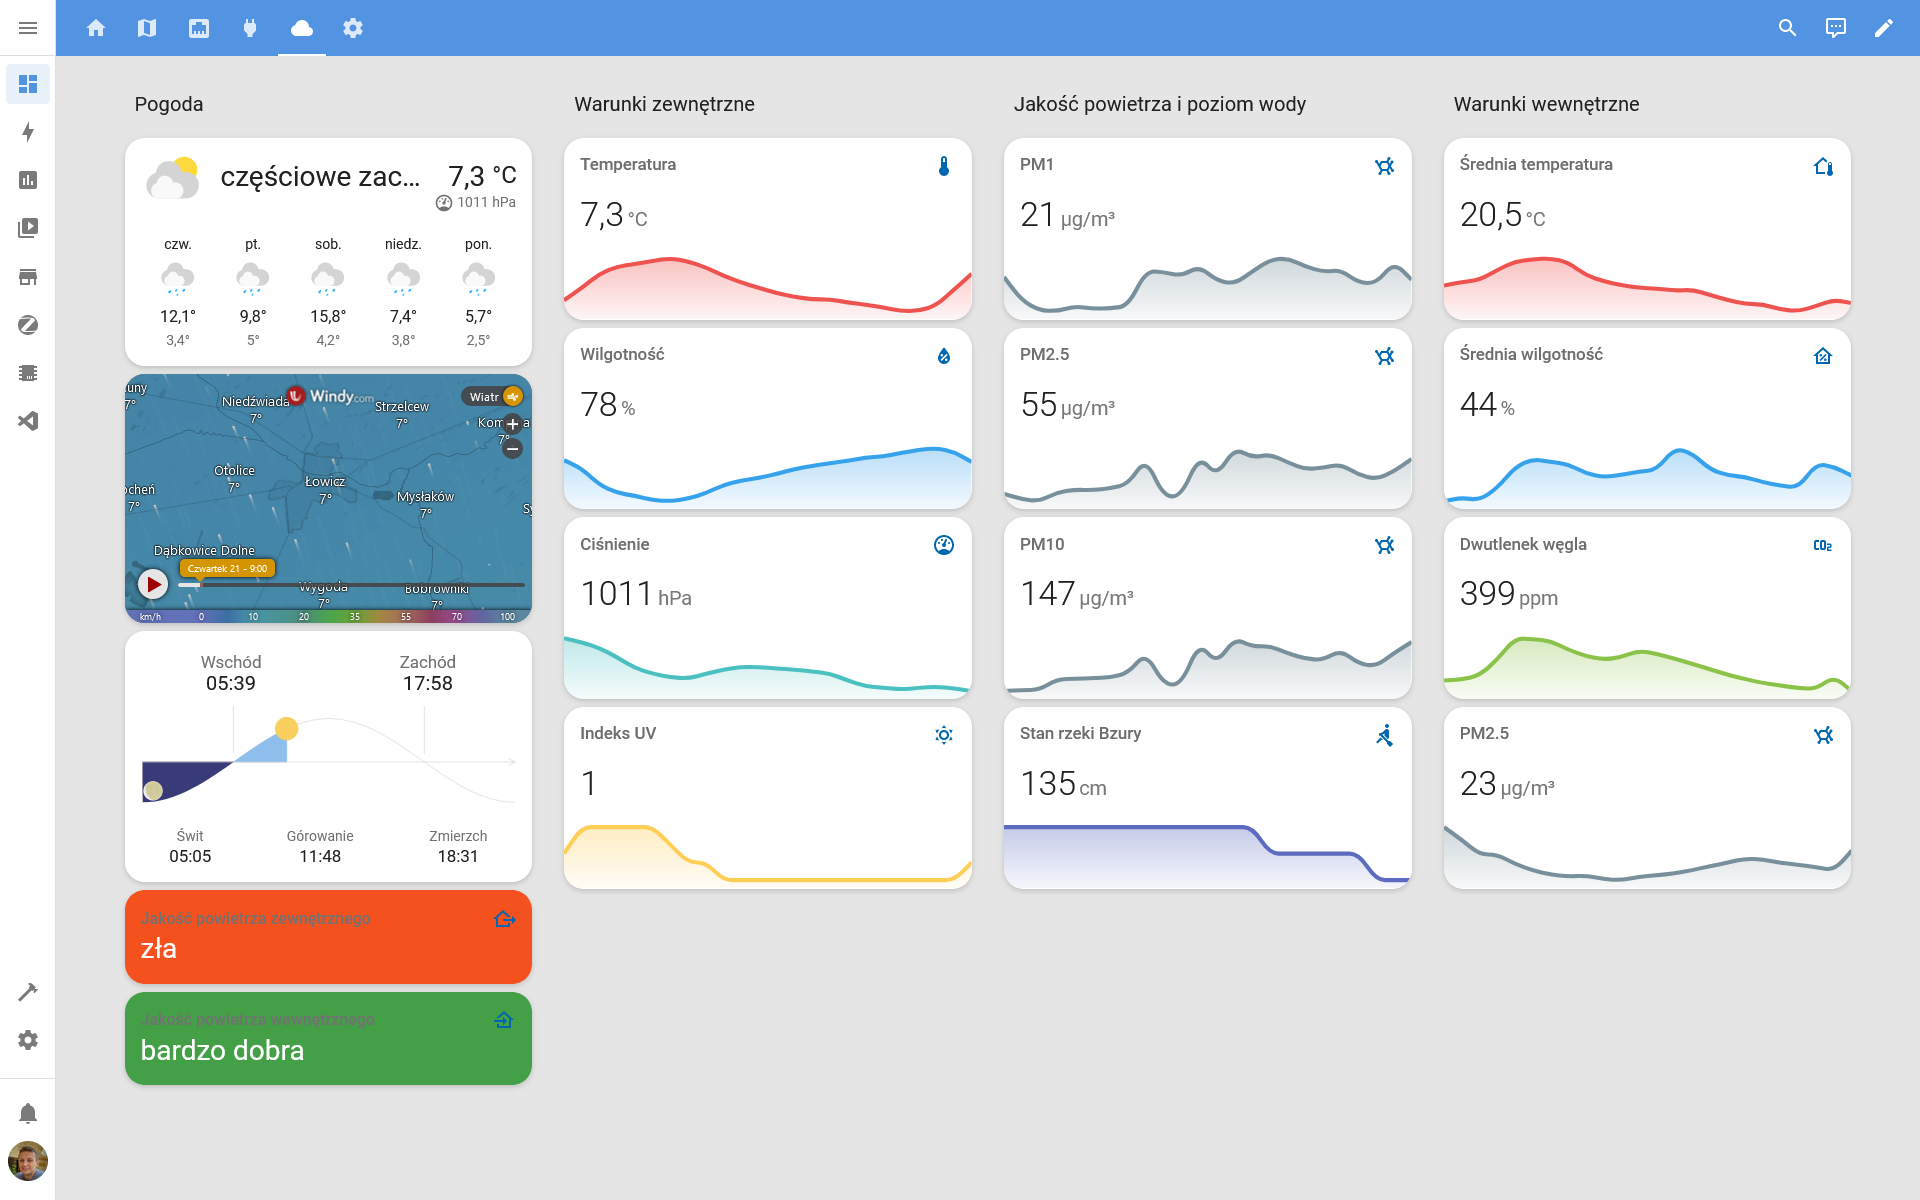 Pogoda
częściowe zac...
7,3 °C
1011 hPa
czw. pt. sob. niedz. pon.
12,1° 9,8° 15,8° 7,4° 5,7°
3,4° 5° 4,2° 3,8° 2,5°
uny
7°
Niedźwiada
7°
Windy.com
Strzelcew
7°
Wiatr
+
7°
−
Otolice
7°
Łowicz
7°
ocheń
7°
Mysłaków
7°
Sy
Dąbkowice Dolne
Czwartek 21 - 9:00
Wygoda
7°
Bobrowniki
7°
km/h 0 10 20 35 55 70 100
Wschód Zachód
05:39 17:58
Świt Górowanie Zmierzch
05:05 11:48 18:31
Jakość powietrza zewnętrznego
zła
Jakość powietrza wewnętrznego
bardzo dobra
Warunki zewnętrzne
Temperatura
7,3 °C
Wilgotność
78 %
Ciśnienie
1011 hPa
Indeks UV
1
Jakość powietrza i poziom wody
PM1
21 µg/m³
PM2.5
55 µg/m³
PM10
147 µg/m³
Stan rzeki Bzury
135 cm
Warunki wewnętrzne
Średnia temperatura
20,5 °C
Średnia wilgotność
44 %
Dwutlenek węgla
CO2
399 ppm
PM2.5
23 µg/m³